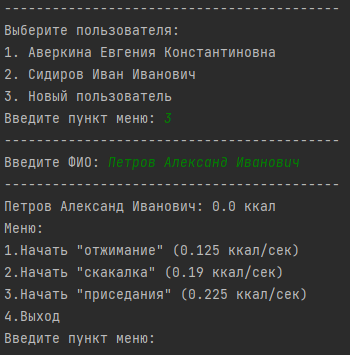 ------------------------------------------
Выберите пользователя:
1. Аверкина Евгения Константиновна
2. Сидиров Иван Иванович
3. Новый пользователь
Введите пункт меню: 3
------------------------------------------
Введите ФИО: Петров Александ Иванович
------------------------------------------
Петров Александ Иванович: 0.0 ккал
Меню:
1.Начать "отжимание" (0.125 ккал/сек)
2.Начать "скакалка" (0.19 ккал/сек)
3.Начать "приседания" (0.225 ккал/сек)
4.Выход
Введите пункт меню: